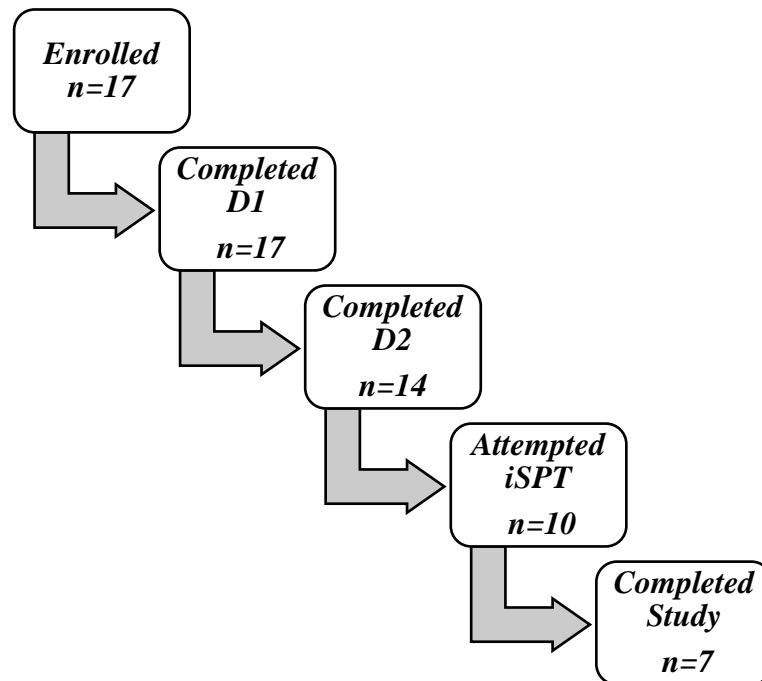 Enrolled
n=17
Completed
D1
n=17
Completed
D2
n=14
Attempted
iSPT
n=10
Completed
Study
n=7